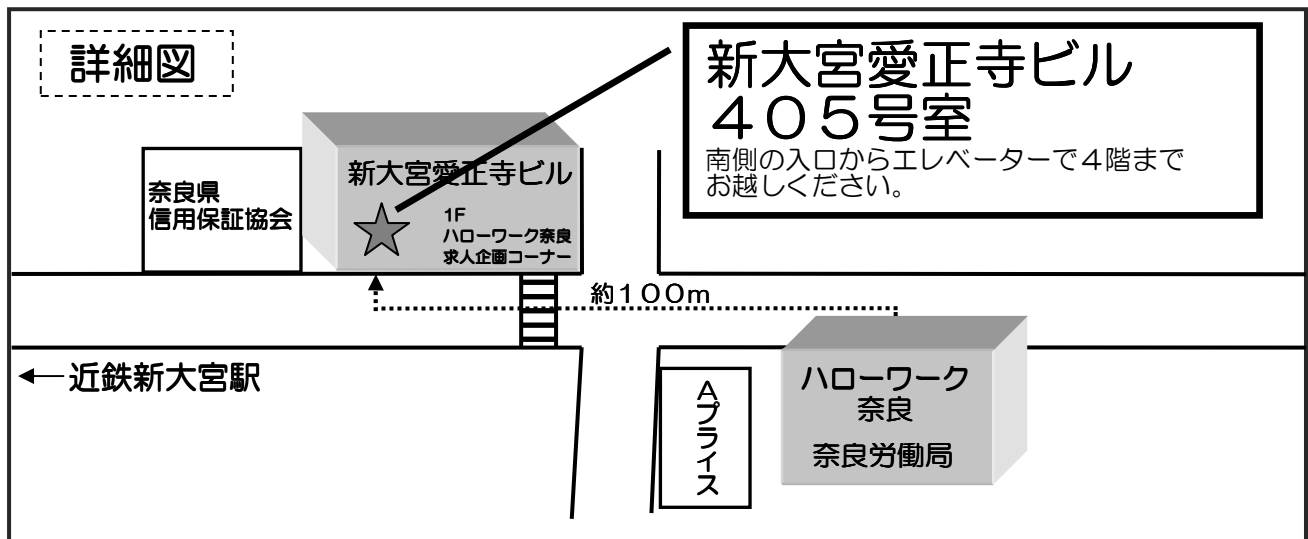 詳細図
新大宮愛正寺ビル
４０５号室
南側の入口からエレベーターで４階まで
お越しください。
奈良県
信用保証協会
新大宮愛正寺ビル
1F
ハローワーク奈良
求人企画コーナー
約１００ｍ
近鉄新大宮駅
Ａプライス
ハローワーク
奈良
奈良労働局